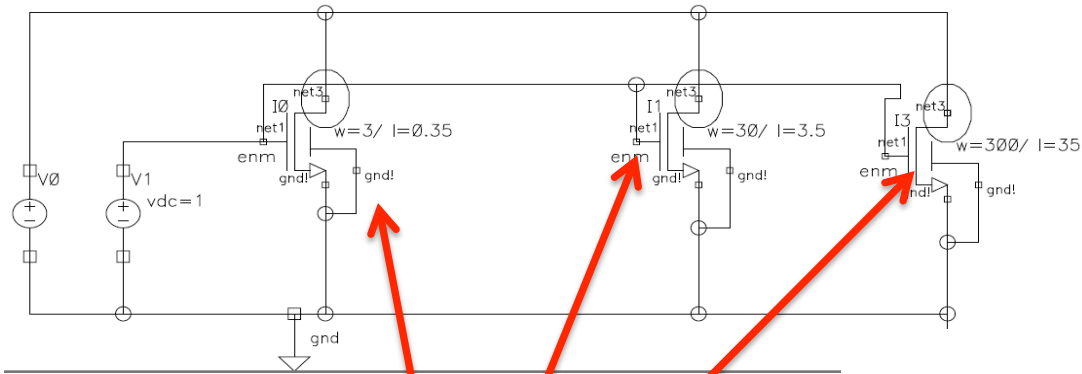 net3
net3
net3
I0
I1
I3
net1
w=3/ l=0.35
net1
w=30/ l=3.5
net1
w=300/ l=35
enm
enm
enm
V0
V1
gnd!
gnd!
gnd!
gnd!
nd!
gnd!
vdc=1
gnd